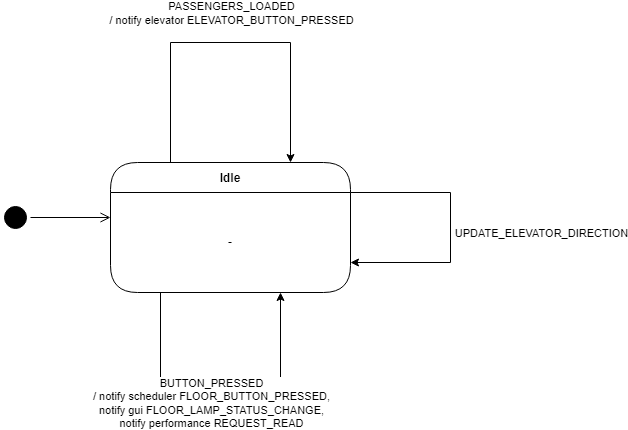 PASSENGERS_LOADED
/ notify elevator ELEVATOR_BUTTON_PRESSED
Idle
-
UPDATE_ELEVATOR_DIRECTION
BUTTON_PRESSED
/ notify scheduler FLOOR_BUTTON_PRESSED,
notify gui FLOOR_LAMP_STATUS_CHANGE,
notify performance REQUEST_READ